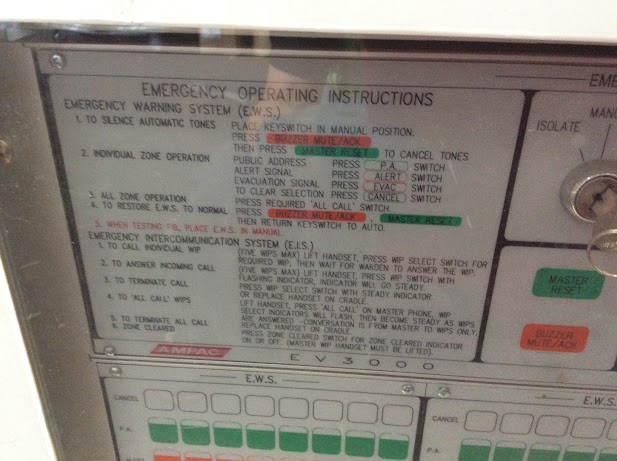 EME
EMERGENCY OPERATING INSTRUCTIONS
EMERGENCY WARNING SYSTEM (E.W.S.)
1. TO SILENCE AUTOMATIC TONES PLACE KEYSWITCH IN MANUAL POSITION.
PRESS BUZZER MUTE/ACK
THEN PRESS MASTER RESET TO CANCEL TONES
2. INDIVIDUAL ZONE OPERATION PUBLIC ADDRESS PRESS P.A. SWITCH
ALERT SIGNAL PRESS ALERT SWITCH
EVACUATION SIGNAL PRESS EVAC SWITCH
TO CLEAR SELECTION PRESS CANCEL SWITCH
3. ALL ZONE OPERATION PRESS REQUIRED 'ALL CALL' SWITCH
4. TO RESTORE E.W.S. TO NORMAL PRESS BUZZER MUTE/ACK , MASTER RESET
THEN RETURN KEYSWITCH TO AUTO.
5. WHEN TESTING F.B. PLACE E.W.S. IN MANUAL
EMERGENCY INTERCOMMUNICATION SYSTEM (E.I.S.)
1. TO CALL INDIVIDUAL WIP (FIVE WIPS MAX) LIFT HANDSET, PRESS WIP SELECT SWITCH FOR
REQUIRED WIP. THEN WAIT FOR WARDEN TO ANSWER THE WIP.
2. TO ANSWER INCOMING CALL (FIVE WIPS MAX) LIFT HANDSET, PRESS WIP SWITCH WITH
FLASHING INDICATOR, INDICATOR WILL GO STEADY.
3. TO TERMINATE CALL PRESS WIP SELECT SWITCH WITH STEADY INDICATOR
OR REPLACE HANDSET ON CRADLE.
4. TO 'ALL CALL' WIPS LIFT HANDSET, PRESS 'ALL CALL' ON MASTER PHONE, WIP
SELECT INDICATORS WILL FLASH, THEN BECOME STEADY AS WIPS
ARE ANSWERED - CONVERSATION IS FROM MASTER TO WIPS ONLY.
5. TO TERMINATE ALL CALL REPLACE HANDSET ON CRADLE.
6. ZONE CLEARED PRESS ZONE CLEARED SWITCH FOR ZONE CLEARED INDICATOR
ON OR OFF. (MASTER WIP HANDSET MUST BE LIFTED).
AMPAC EV3000
ISOLATE
MANU
MASTER
RESET
BUZZER
MUTE/ACK
E.W.S.
CANCEL
P.A.
ALERT
E.W.S.
CANCEL
P.A.